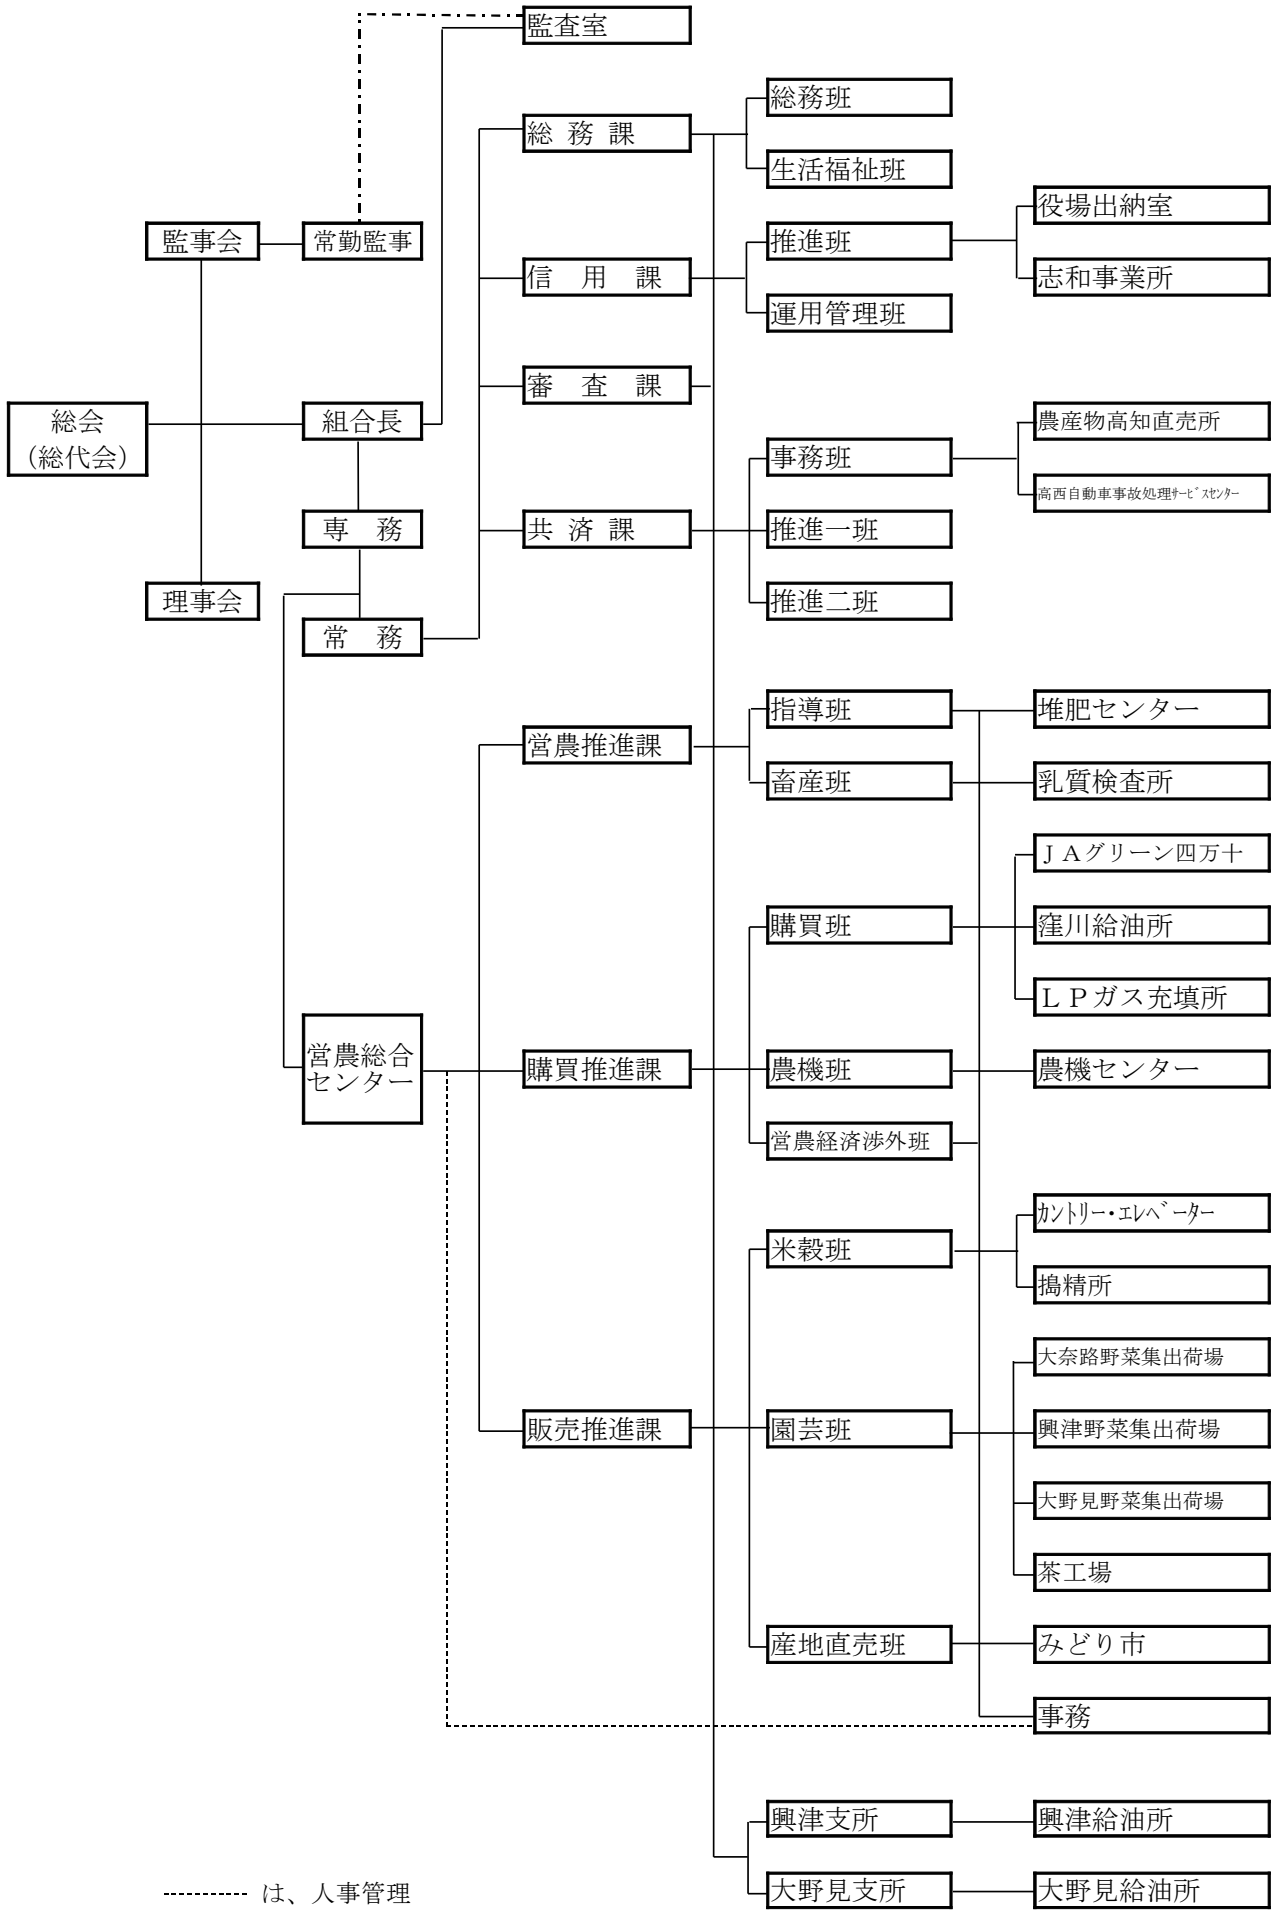 監査室
総務班
総 務 課
生活福祉班
役場出納室
監事会
常勤監事
推進班
信　用　課
志和事業所
運用管理班
審　査　課
総会
（総代会）
組合長
農産物高知直売所
事務班
高西自動車事故処理ｻｰﾋﾞｽｾﾝﾀｰ
専　務
共 済 課
推進一班
理事会
推進二班
常　務
指導班
堆肥センター
営農推進課
畜産班
乳質検査所
ＪＡグリーン四万十
購買班
窪川給油所
ＬＰガス充填所
営農総合
センター
購買推進課
農機班
農機センター
営農経済渉外班
ｶﾝﾄﾘｰ･ｴﾚﾍﾞｰﾀｰ
米穀班
搗精所
大奈路野菜集出荷場
販売推進課
園芸班
興津野菜集出荷場
大野見野菜集出荷場
茶工場
産地直売班
みどり市
事務
興津支所
興津給油所
大野見支所
大野見給油所
は、人事管理